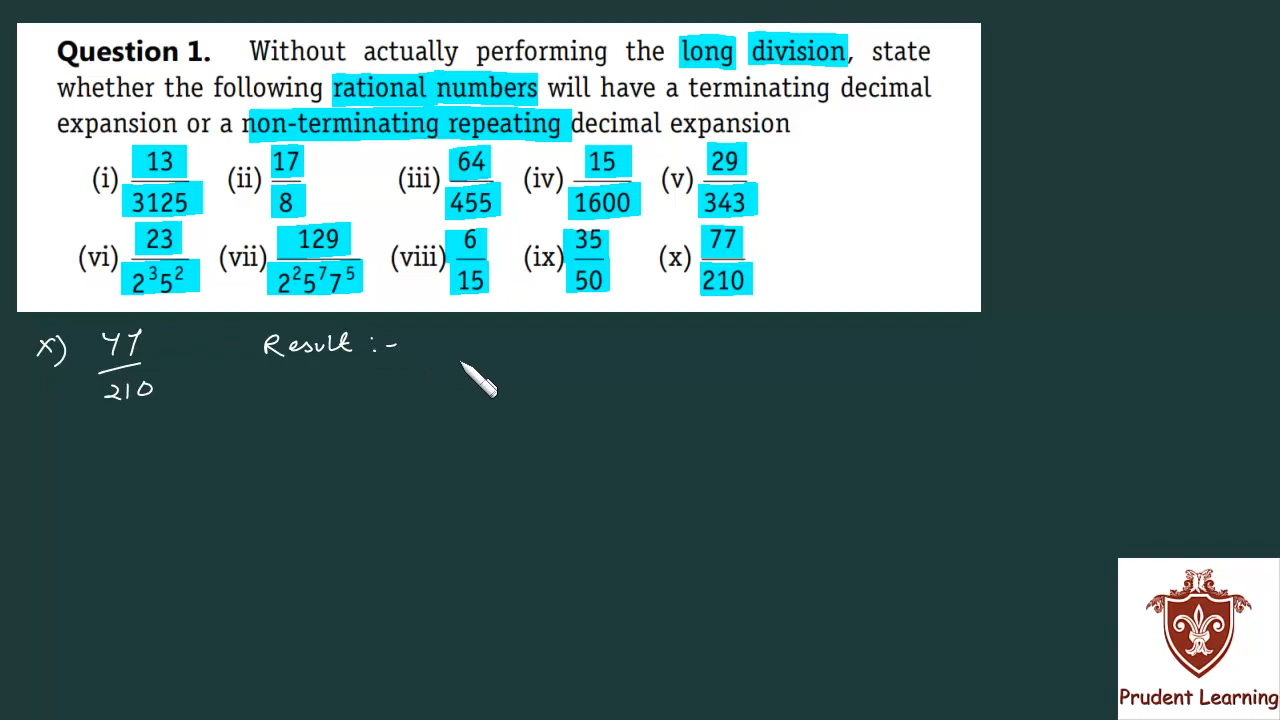 Question 1. Without actually performing the long division, state
whether the following rational numbers will have a terminating decimal
expansion or a non-terminating repeating decimal expansion
(i) 13/3125 (ii) 17/8 (iii) 64/455 (iv) 15/1600 (v) 29/343
(vi) 23/2³5² (vii) 129/2²5⁷7⁵ (viii) 6/15 (ix) 35/50 (x) 77/210
x) 77/210 Result :-
Prudent Learning